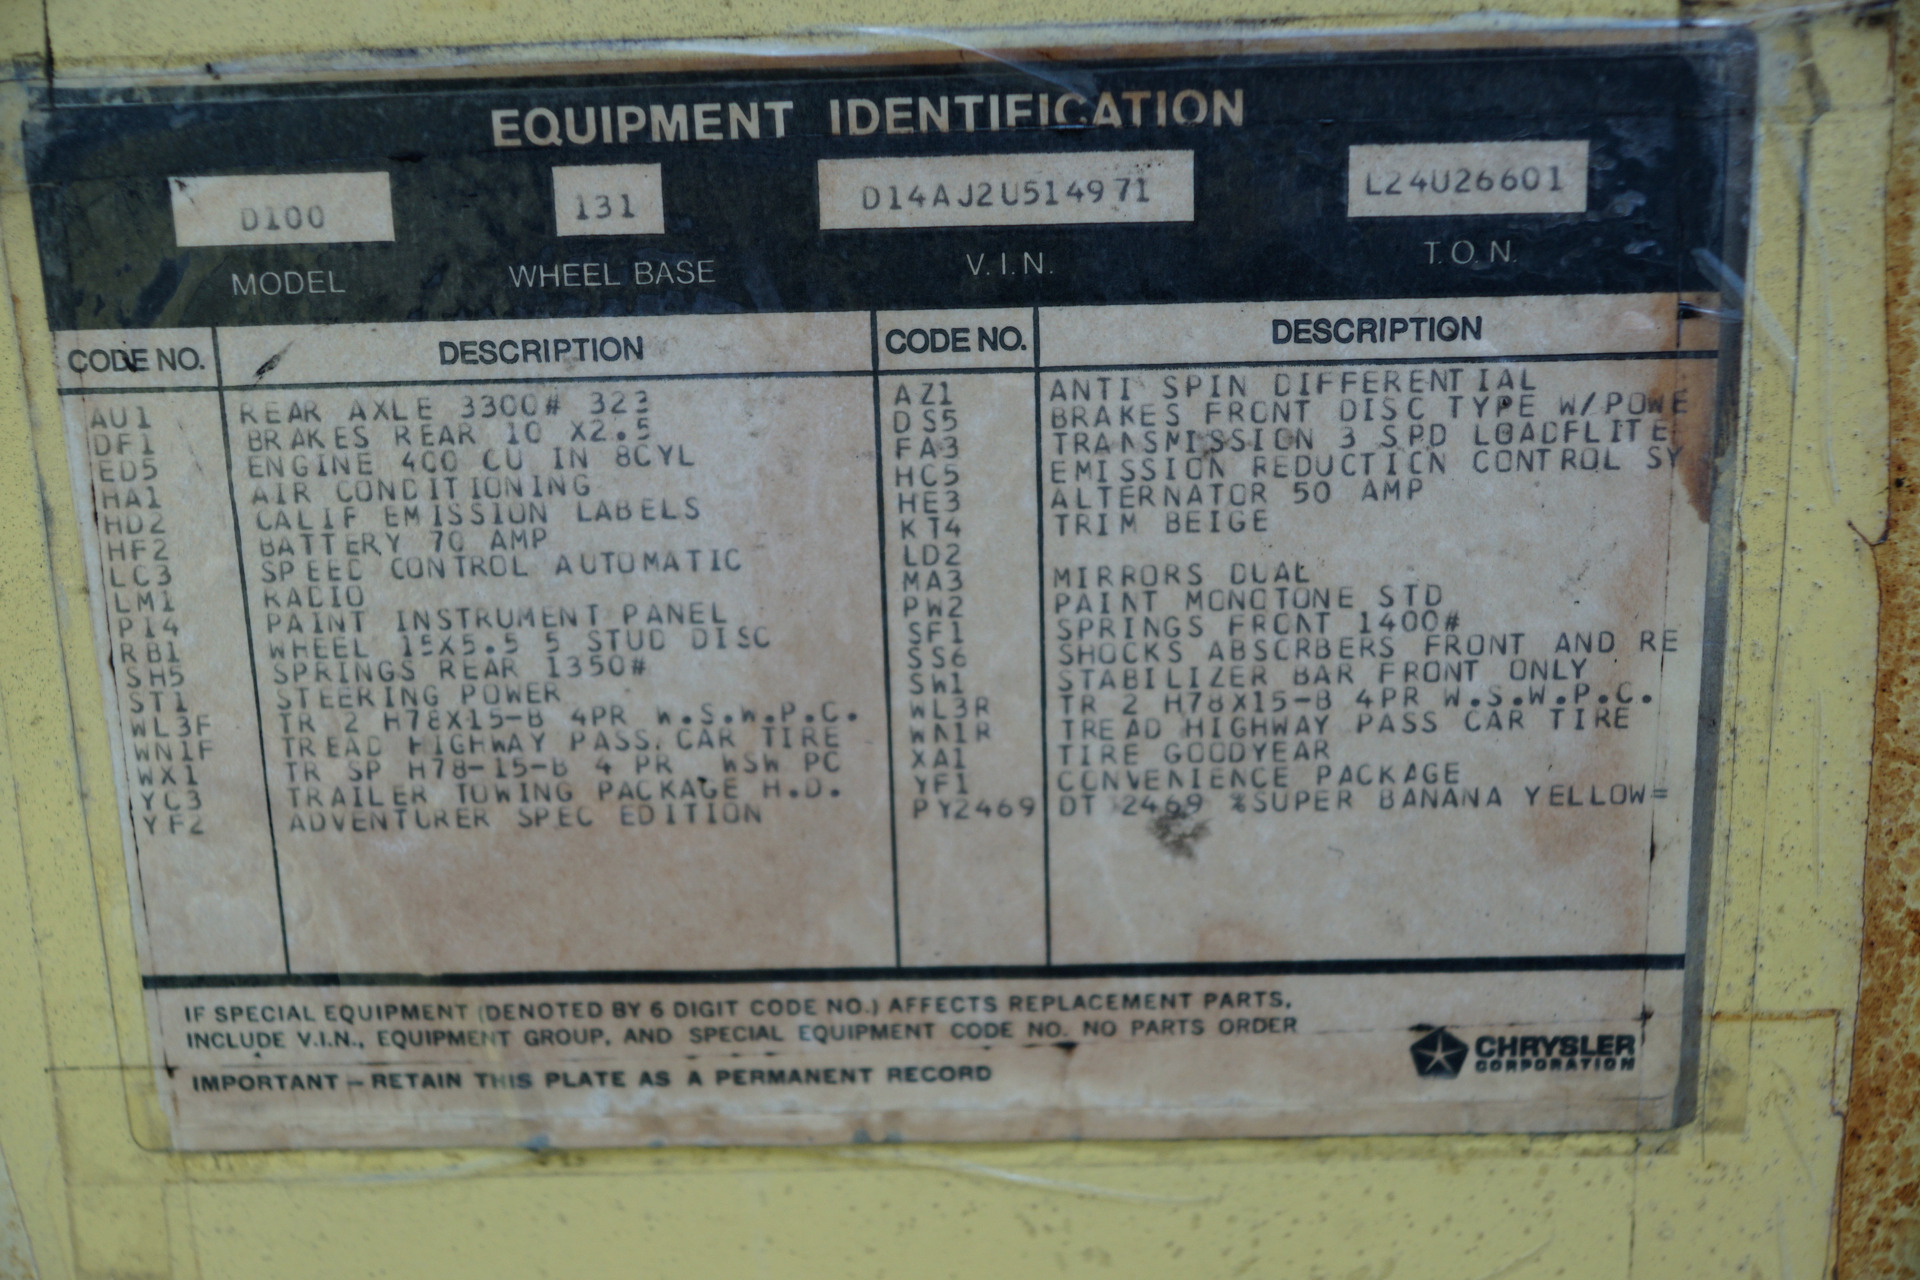 EQUIPMENT IDENTIFICATION
D100 131 D14AJ2U514971 L24U26601
MODEL WHEEL BASE V.I.N. T.O.N.
CODE NO. DESCRIPTION CODE NO. DESCRIPTION
AU1 REAR AXLE 3300# 323
DF1 BRAKES REAR 10 X2.5
ED5 ENGINE 400 CU IN 8CYL
HA1 AIR CONDITIONING
HD2 CALIF EMISSION LABELS
HF2 BATTERY 70 AMP
LC3 SPEED CONTROL AUTOMATIC
LM1 RADIO
P14 PAINT INSTRUMENT PANEL
RB1 WHEEL 15X5.5 5 STUD DISC
SH5 SPRINGS REAR 1350#
ST1 STEERING POWER
WL3F TR 2 H78X15-B 4PR W.S.W.P.C.
WN1F TREAD HIGHWAY PASS. CAR TIRE
WX1 TR SP H78-15-B 4 PR WSW PC
YC3 TRAILER TOWING PACKAGE H.D.
YF2 ADVENTURER SPEC EDITION
AZ1 ANTI SPIN DIFFERENTIAL
DS5 BRAKES FRONT DISC TYPE W/POWE
FA3 TRANSMISSION 3 SPD LOADFLITE
HC5 EMISSION REDUCTION CONTROL SY
HE3 ALTERNATOR 50 AMP
KT4 TRIM BEIGE
LD2
MA3 MIRRORS DUAL
PW2 PAINT MONOTONE STD
SF1 SPRINGS FRONT 1400#
SS6 SHOCKS ABSORBERS FRONT AND RE
SW1 STABILIZER BAR FRONT ONLY
WL3R TR 2 H78X15-B 4PR W.S.W.P.C.
WN1R TREAD HIGHWAY PASS CAR TIRE
XA1 TIRE GOODYEAR
YF1 CONVENIENCE PACKAGE
PY2469 DT 2469 %SUPER BANANA YELLOW=
IF SPECIAL EQUIPMENT (DENOTED BY 6 DIGIT CODE NO.) AFFECTS REPLACEMENT PARTS,
INCLUDE V.I.N., EQUIPMENT GROUP, AND SPECIAL EQUIPMENT CODE NO. NO PARTS ORDER
IMPORTANT – RETAIN THIS PLATE AS A PERMANENT RECORD
CHRYSLER
CORPORATION